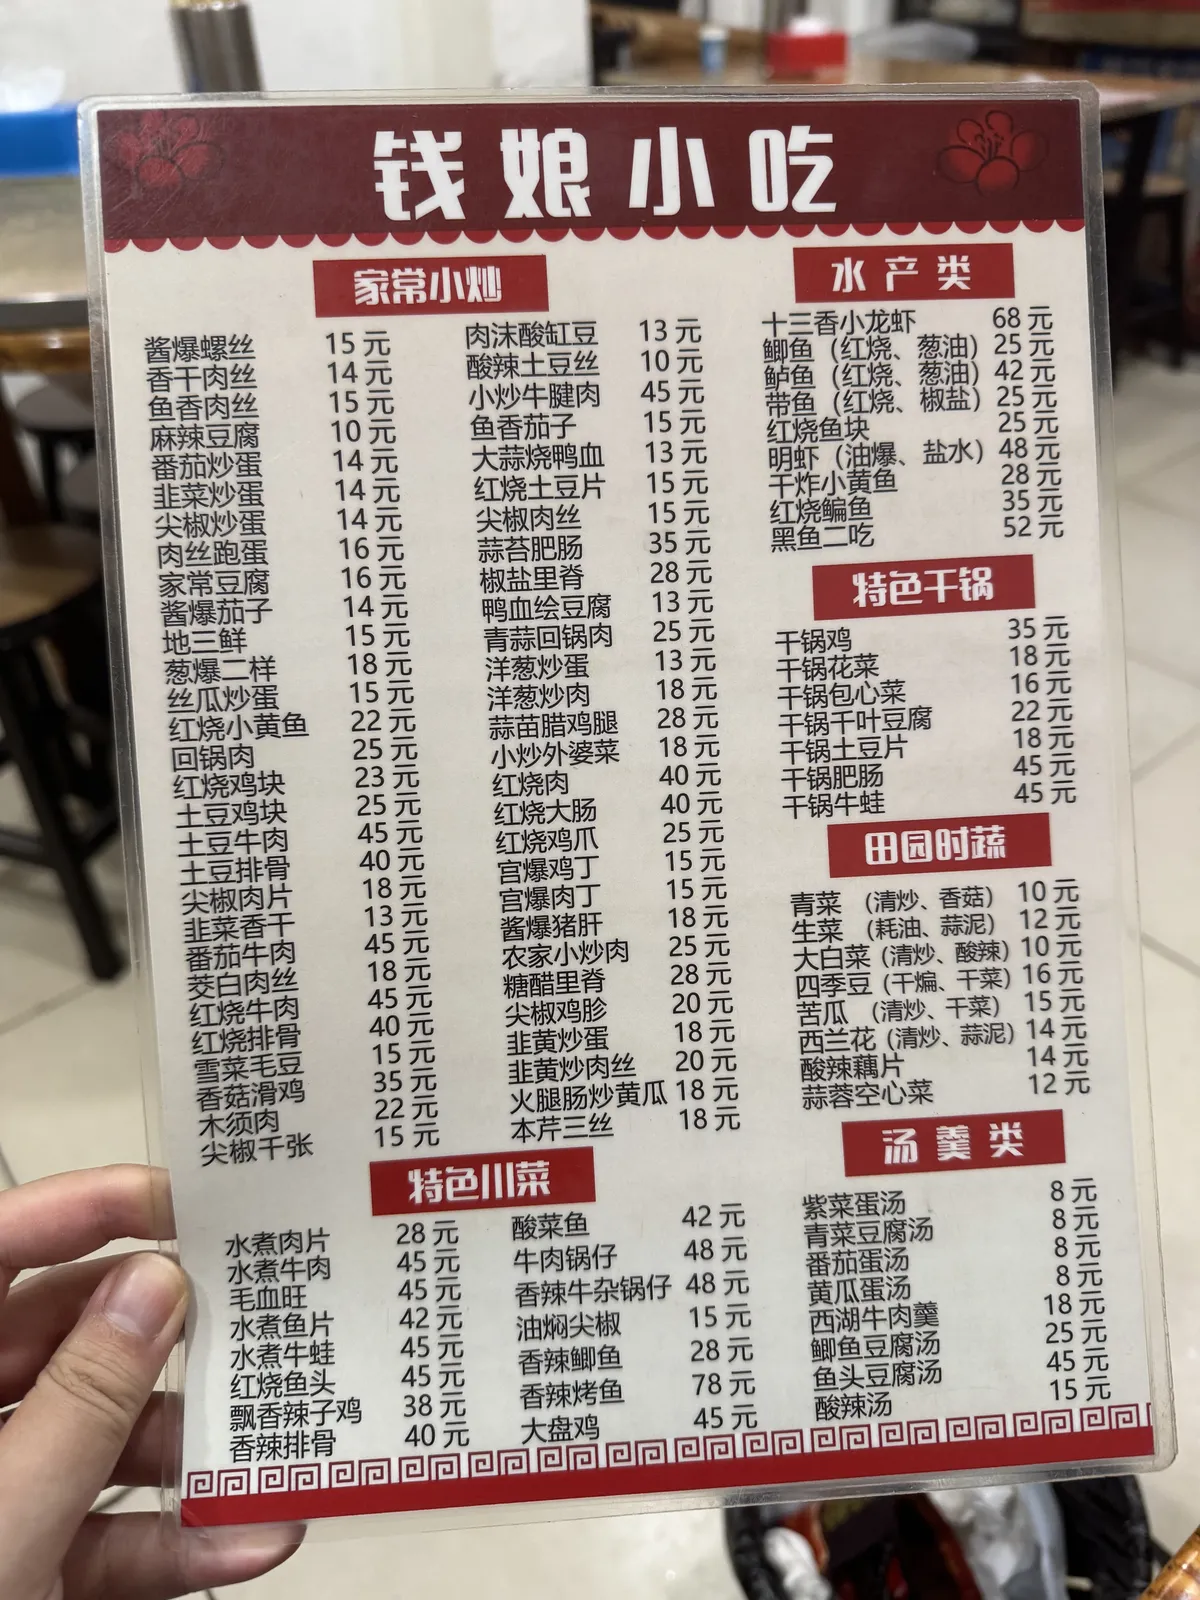 钱娘小吃
家常小炒
酱爆螺丝 15元
香干肉丝 14元
鱼香肉丝 15元
麻辣豆腐 10元
番茄炒蛋 14元
韭菜炒蛋 14元
尖椒炒蛋 14元
肉丝跑蛋 16元
家常豆腐 16元
酱爆茄子 14元
地三鲜 15元
葱爆二样 18元
丝瓜炒蛋 15元
红烧小黄鱼 22元
回锅肉 25元
红烧鸡块 23元
土豆鸡块 25元
土豆牛肉 45元
土豆排骨 40元
尖椒肉片 18元
韭菜香干 13元
番茄牛肉 45元
茭白肉丝 18元
红烧牛肉 45元
红烧排骨 40元
雪菜毛豆 15元
香菇滑鸡 35元
木须肉 22元
尖椒千张 15元
肉沫酸缸豆 13元
酸辣土豆丝 10元
小炒牛腱肉 45元
鱼香茄子 15元
大蒜烧鸭血 13元
红烧土豆片 15元
尖椒肉丝 15元
蒜苔肥肠 35元
椒盐里脊 28元
鸭血绘豆腐 13元
青蒜回锅肉 25元
洋葱炒蛋 13元
洋葱炒肉 18元
蒜苗腊鸡腿 28元
小炒外婆菜 18元
红烧肉 40元
红烧大肠 40元
红烧鸡爪 25元
宫爆鸡丁 15元
宫爆肉丁 15元
酱爆猪肝 18元
农家小炒肉 25元
糖醋里脊 28元
尖椒鸡胗 20元
韭黄炒蛋 18元
韭黄炒肉丝 20元
火腿肠炒黄瓜 18元
本芹三丝 18元
特色川菜
水煮肉片 28元
水煮牛肉 45元
毛血旺 45元
水煮鱼片 42元
水煮牛蛙 45元
红烧鱼头 45元
飘香辣子鸡 38元
香辣排骨 40元
酸菜鱼 42元
牛肉锅仔 48元
香辣牛杂锅仔 48元
油焖尖椒 15元
香辣鲫鱼 28元
香辣烤鱼 78元
大盘鸡 45元
水产类
十三香小龙虾 68元
鲫鱼（红烧、葱油） 25元
鲈鱼（红烧、葱油） 42元
带鱼（红烧、椒盐） 25元
红烧鱼块 25元
明虾（油爆、盐水） 48元
干炸小黄鱼 28元
红烧鳊鱼 35元
黑鱼二吃 52元
特色干锅
干锅鸡 35元
干锅花菜 18元
干锅包心菜 16元
干锅千叶豆腐 22元
干锅土豆片 18元
干锅肥肠 45元
干锅牛蛙 45元
田园时蔬
青菜（清炒、香菇） 10元
生菜（耗油、蒜泥） 12元
大白菜（清炒、酸辣） 10元
四季豆（干煸、干菜） 16元
苦瓜（清炒、干菜） 15元
西兰花（清炒、蒜泥） 14元
酸辣藕片 14元
蒜蓉空心菜 12元
汤羹类
紫菜蛋汤 8元
青菜豆腐汤 8元
番茄蛋汤 8元
黄瓜蛋汤 8元
西湖牛肉羹 18元
鲫鱼豆腐汤 25元
鱼头豆腐汤 45元
酸辣汤 15元